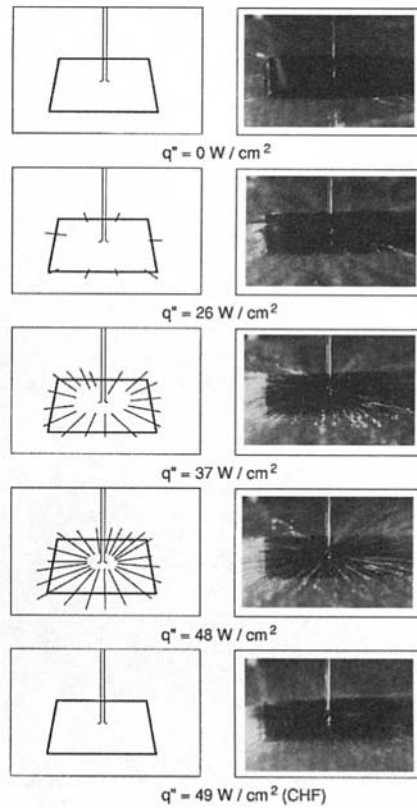 q" = 0 W / cm²
q" = 26 W / cm²
q" = 37 W / cm²
q" = 48 W / cm²
q" = 49 W / cm² (CHF)